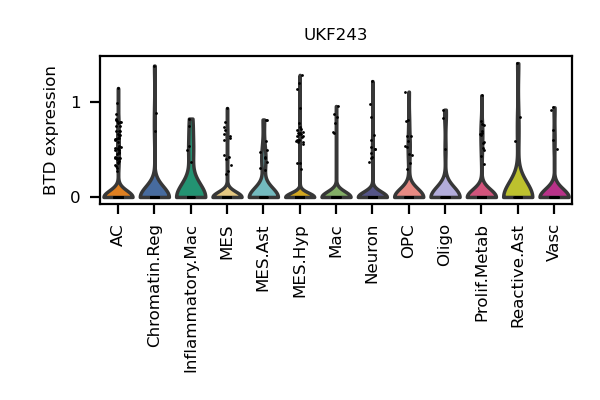 UKF243
BTD expression
1
0
AC
Chromatin.Reg
Inflammatory.Mac
MES
MES.Ast
MES.Hyp
Mac
Neuron
OPC
Oligo
Prolif.Metab
Reactive.Ast
Vasc